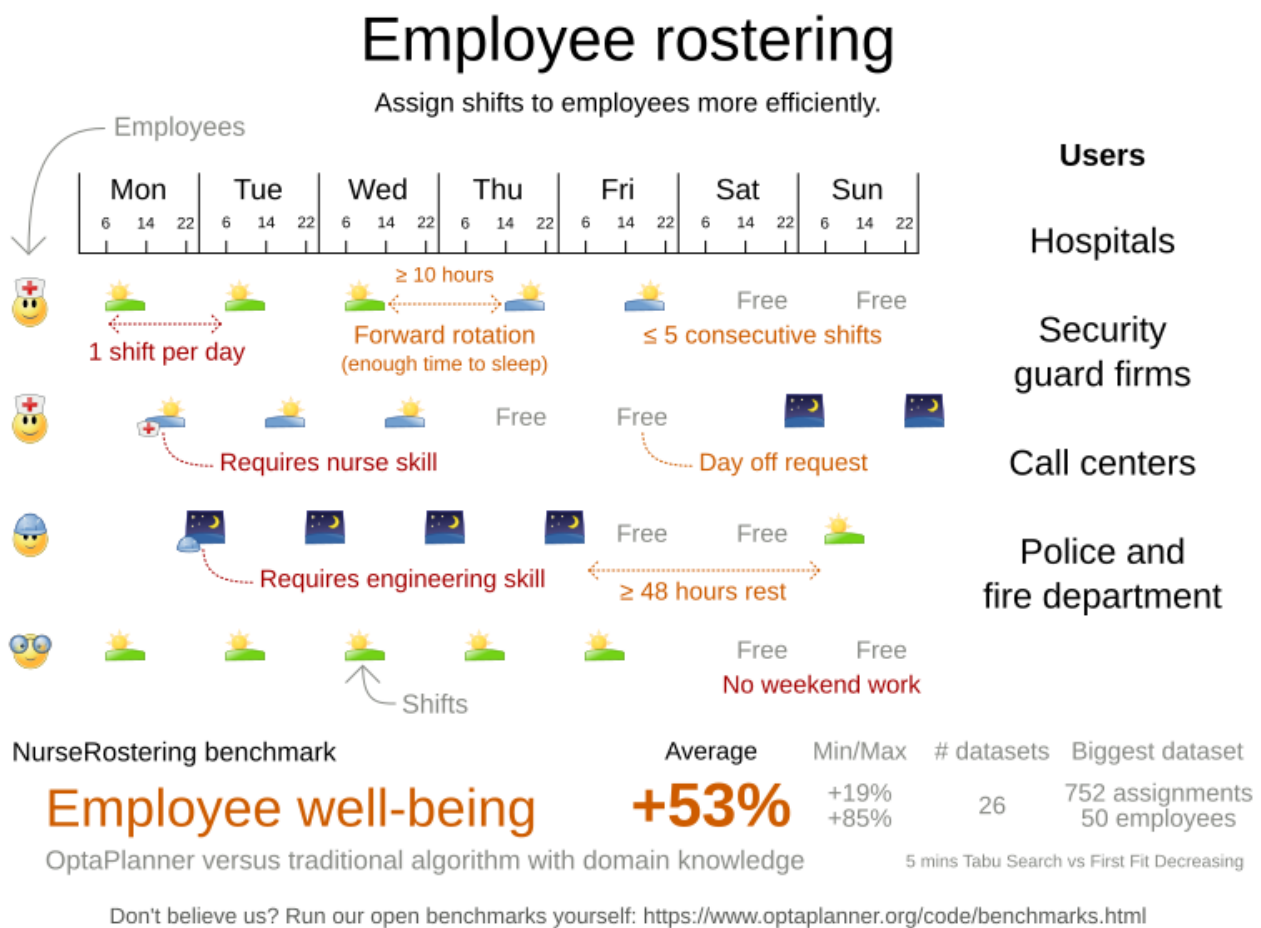 Employee rostering
Assign shifts to employees more efficiently.
Employees
Users
Mon Tue Wed Thu Fri Sat Sun
6 14 22 6 14 22 6 14 22 6 14 22 6 14 22 6 14 22 6 14 22
Hospitals
≥ 10 hours
Free Free
Forward rotation
(enough time to sleep)
≤ 5 consecutive shifts
1 shift per day
Security
guard firms
Free Free
Requires nurse skill
Day off request
Call centers
Free Free
Requires engineering skill
≥ 48 hours rest
Police and
fire department
Free Free
No weekend work
Shifts
NurseRostering benchmark
Average Min/Max # datasets Biggest dataset
Employee well-being
+53%
+19%
+85%
26
752 assignments
50 employees
OptaPlanner versus traditional algorithm with domain knowledge
5 mins Tabu Search vs First Fit Decreasing
Don't believe us? Run our open benchmarks yourself: https://www.optaplanner.org/code/benchmarks.html